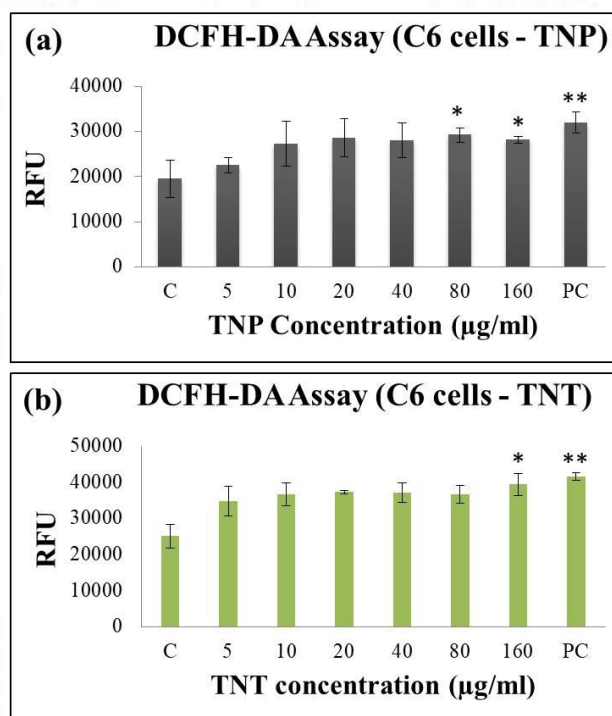 (a) DCFH-DA Assay (C6 cells - TNP)
40000
30000
20000
10000
0
RFU
* * **
C 5 10 20 40 80 160 PC
TNP Concentration (µg/ml)
(b) DCFH-DA Assay (C6 cells - TNT)
50000
40000
30000
20000
10000
0
RFU
* **
C 5 10 20 40 80 160 PC
TNT concentration (µg/ml)